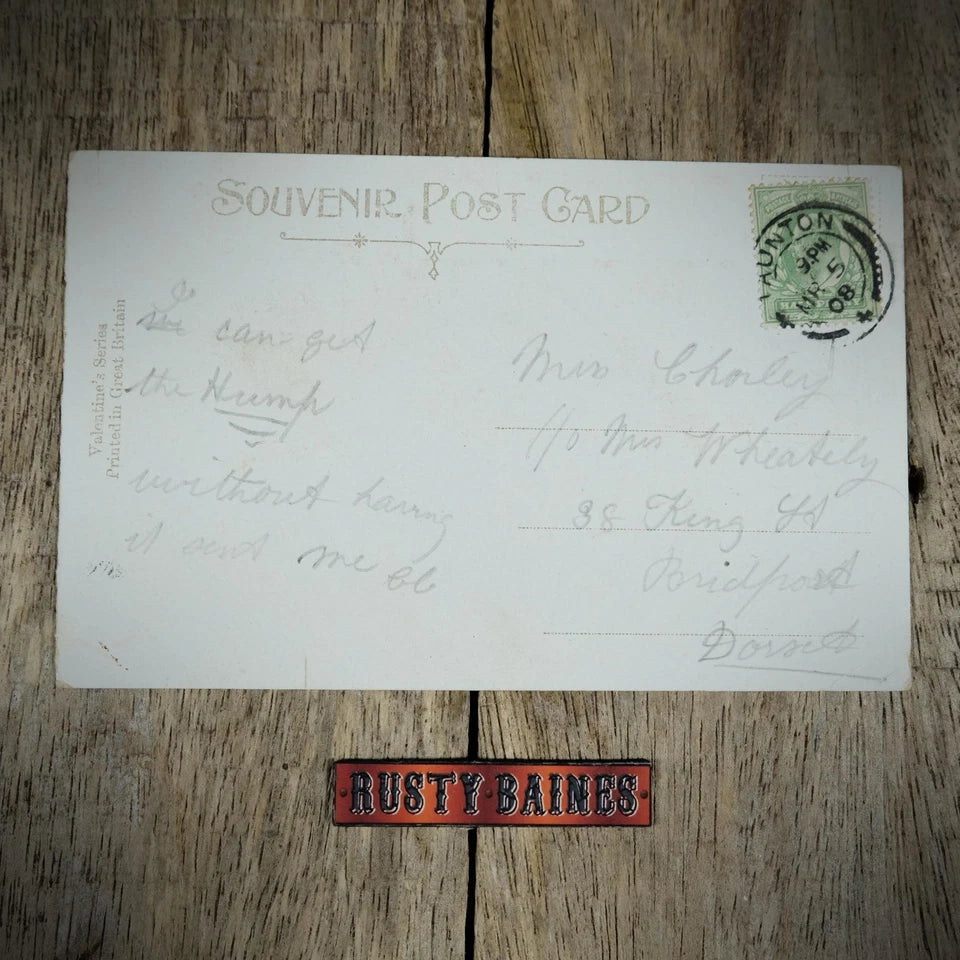 SOUVENIR POST CARD
TAUNTON
9.PM
MR 5
08
Valentine's Series
Printed in Great Britain
I
can get
the Hump
without having
it sent me
Miss Chorley
c/o Mrs Wheately
38 King St
Bridport
Dorset
RUSTY·BAINES